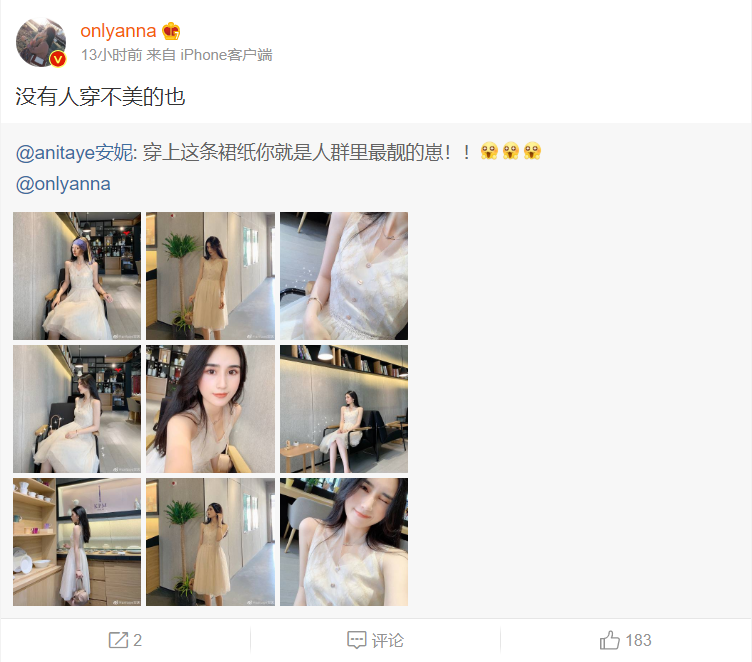 onlyanna
13小时前 来自 iPhone客户端
没有人穿不美的也
@anitaye安妮: 穿上这条裙纸你就是人群里最靓的崽！！
@onlyanna
2
评论
183